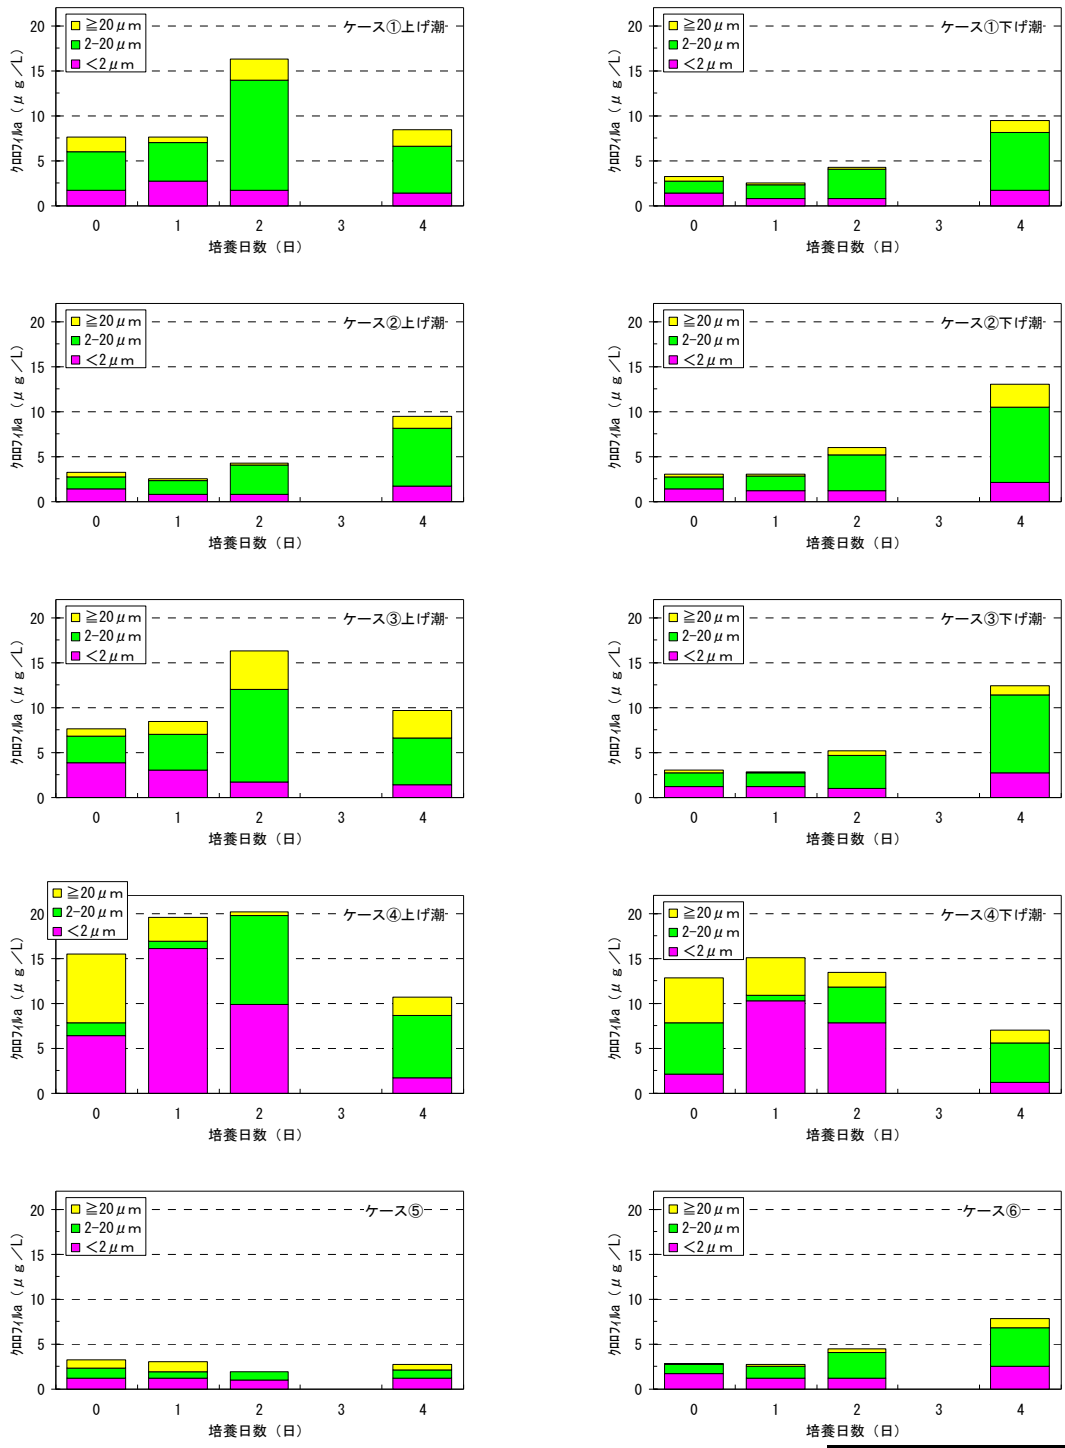 ≧20μm
2-20μm
<2μm
ケース①上げ潮
クロロフィルa(μg/L)
20
15
10
5
0
0 1 2 3 4
培養日数(日)
≧20μm
2-20μm
<2μm
ケース①下げ潮
クロロフィルa(μg/L)
20
15
10
5
0
0 1 2 3 4
培養日数(日)
≧20μm
2-20μm
<2μm
ケース②上げ潮
クロロフィルa(μg/L)
20
15
10
5
0
0 1 2 3 4
培養日数(日)
≧20μm
2-20μm
<2μm
ケース②下げ潮
クロロフィルa(μg/L)
20
15
10
5
0
0 1 2 3 4
培養日数(日)
≧20μm
2-20μm
<2μm
ケース③上げ潮
クロロフィルa(μg/L)
20
15
10
5
0
0 1 2 3 4
培養日数(日)
≧20μm
2-20μm
<2μm
ケース③下げ潮
クロロフィルa(μg/L)
20
15
10
5
0
0 1 2 3 4
培養日数(日)
≧20μm
2-20μm
<2μm
ケース④上げ潮
クロロフィルa(μg/L)
20
15
10
5
0
0 1 2 3 4
培養日数(日)
≧20μm
2-20μm
<2μm
ケース④下げ潮
クロロフィルa(μg/L)
20
15
10
5
0
0 1 2 3 4
培養日数(日)
≧20μm
2-20μm
<2μm
ケース⑤
クロロフィルa(μg/L)
20
15
10
5
0
0 1 2 3 4
培養日数(日)
≧20μm
2-20μm
<2μm
ケース⑥
クロロフィルa(μg/L)
20
15
10
5
0
0 1 2 3 4
培養日数(日)